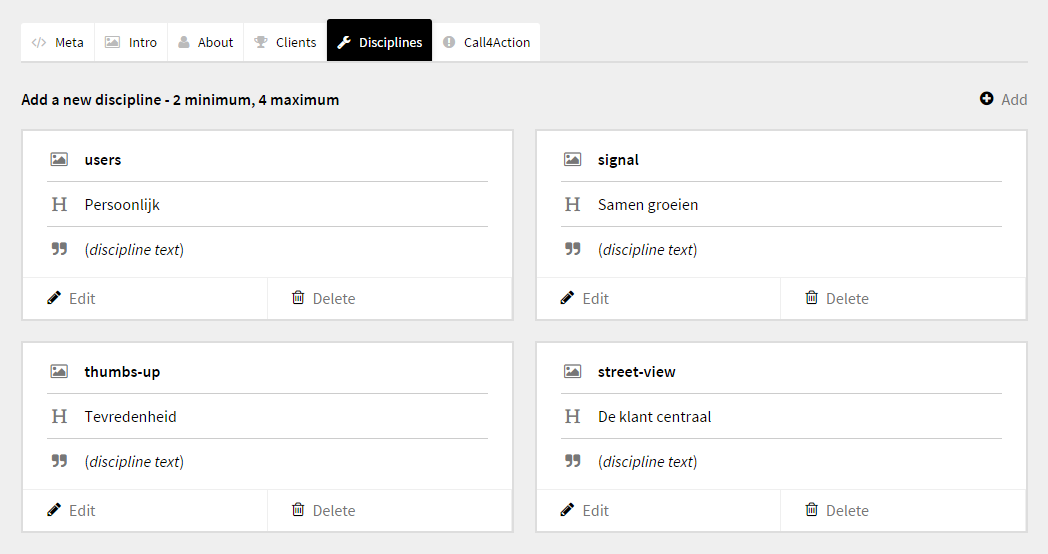 Meta Intro About Clients Disciplines Call4Action
Add a new discipline - 2 minimum, 4 maximum Add
users
Persoonlijk
(discipline text)
Edit Delete
signal
Samen groeien
(discipline text)
Edit Delete
thumbs-up
Tevredenheid
(discipline text)
Edit Delete
street-view
De klant centraal
(discipline text)
Edit Delete